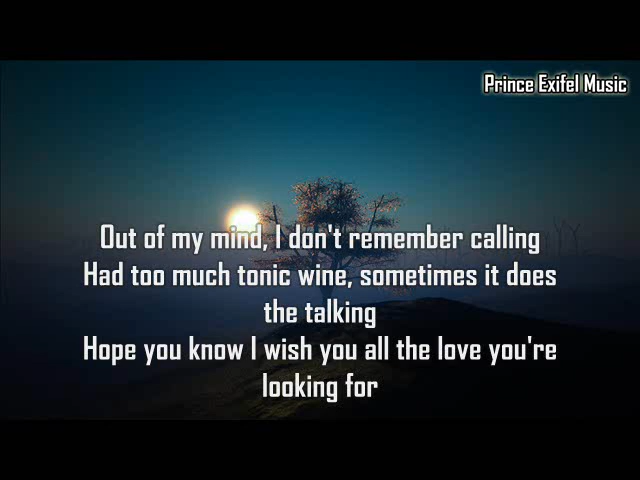 Prince Exifel Music
Out of my mind, I don't remember calling
Had too much tonic wine, sometimes it does
the talking
Hope you know I wish you all the love you're
looking for